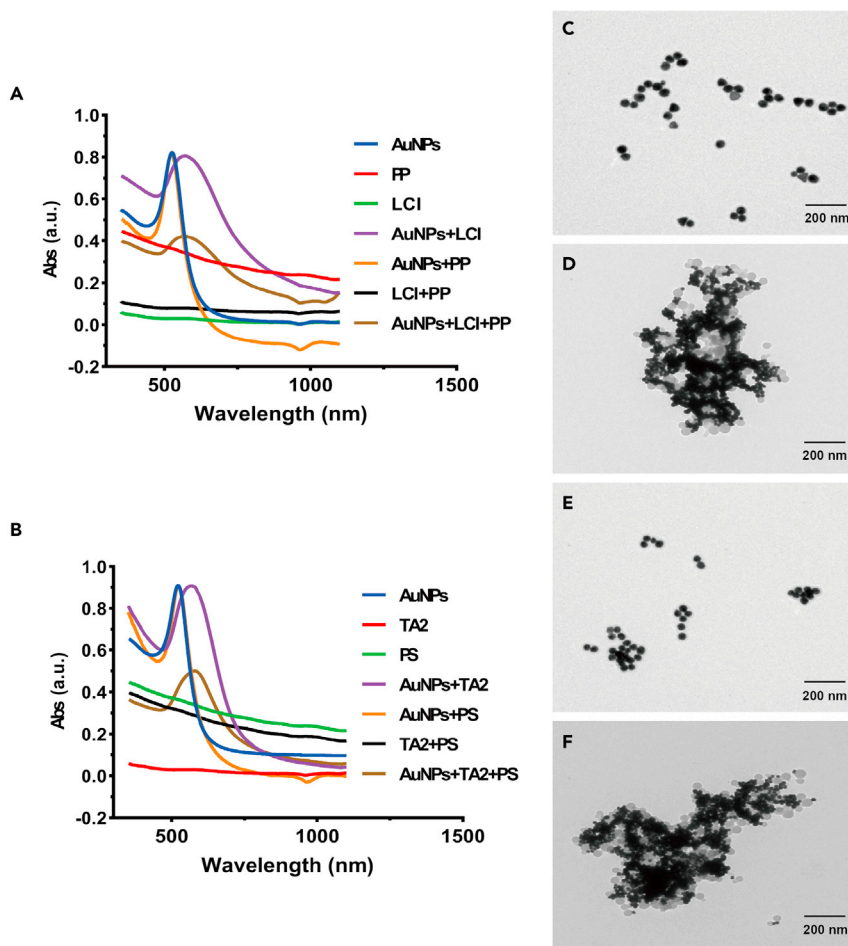 A
Abs (a.u.)
1.0
0.8
0.6
0.4
0.2
0.0
-0.2
500
1000
1500
Wavelength (nm)
AuNPs
PP
LCI
AuNPs+LCI
AuNPs+PP
LCI+PP
AuNPs+LCI+PP
B
Abs (a.u.)
1.0
0.8
0.6
0.4
0.2
0.0
-0.2
500
1000
1500
Wavelength (nm)
AuNPs
TA2
PS
AuNPs+TA2
AuNPs+PS
TA2+PS
AuNPs+TA2+PS
C
200 nm
D
200 nm
E
200 nm
F
200 nm